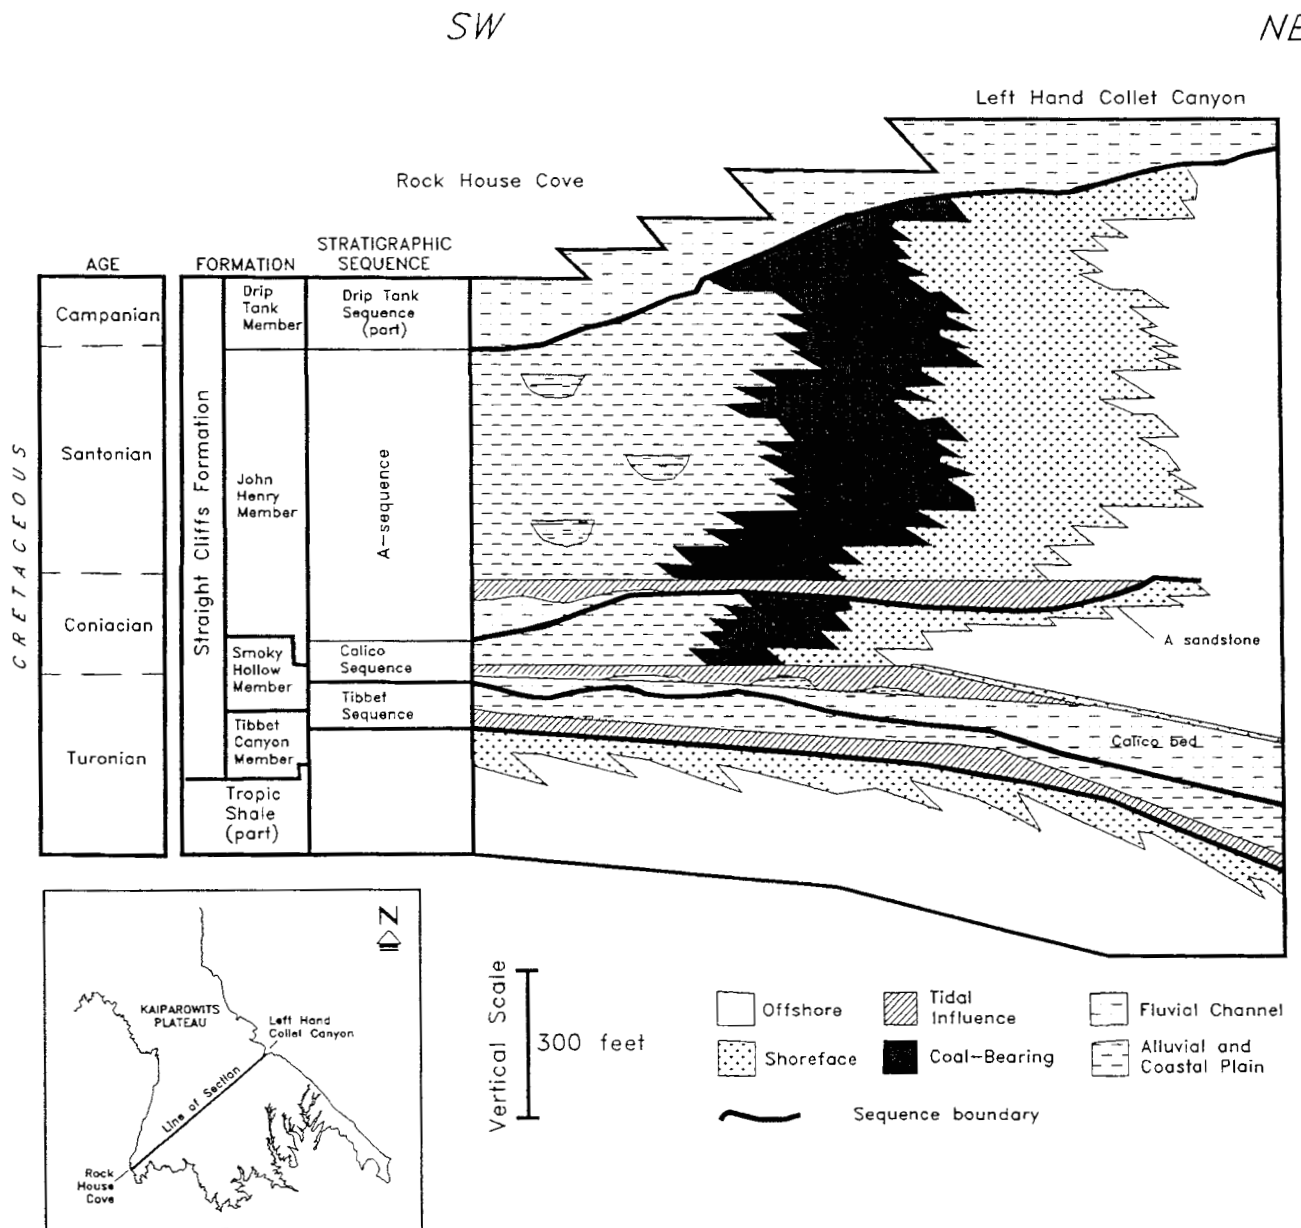 SW
NE
Left Hand Collet Canyon
Rock House Cove
AGE
FORMATION
STRATIGRAPHIC
SEQUENCE
CRETACEOUS
Campanian
Santonian
Coniacian
Turonian
Straight Cliffs Formation
Drip
Tank
Member
John
Henry
Member
Smoky
Hollow
Member
Tibbet
Canyon
Member
Tropic
Shale
(part)
Drip Tank
Sequence
(part)
A-sequence
Calico
Sequence
Tibbet
Sequence
A sandstone
Calico bed
N
KAIPAROWITS
PLATEAU
Left Hand
Collet Canyon
Line of Section
Rock
House
Cove
Vertical Scale
300 feet
Offshore
Tidal
Influence
Fluvial Channel
Shoreface
Coal-Bearing
Alluvial and
Coastal Plain
Sequence boundary